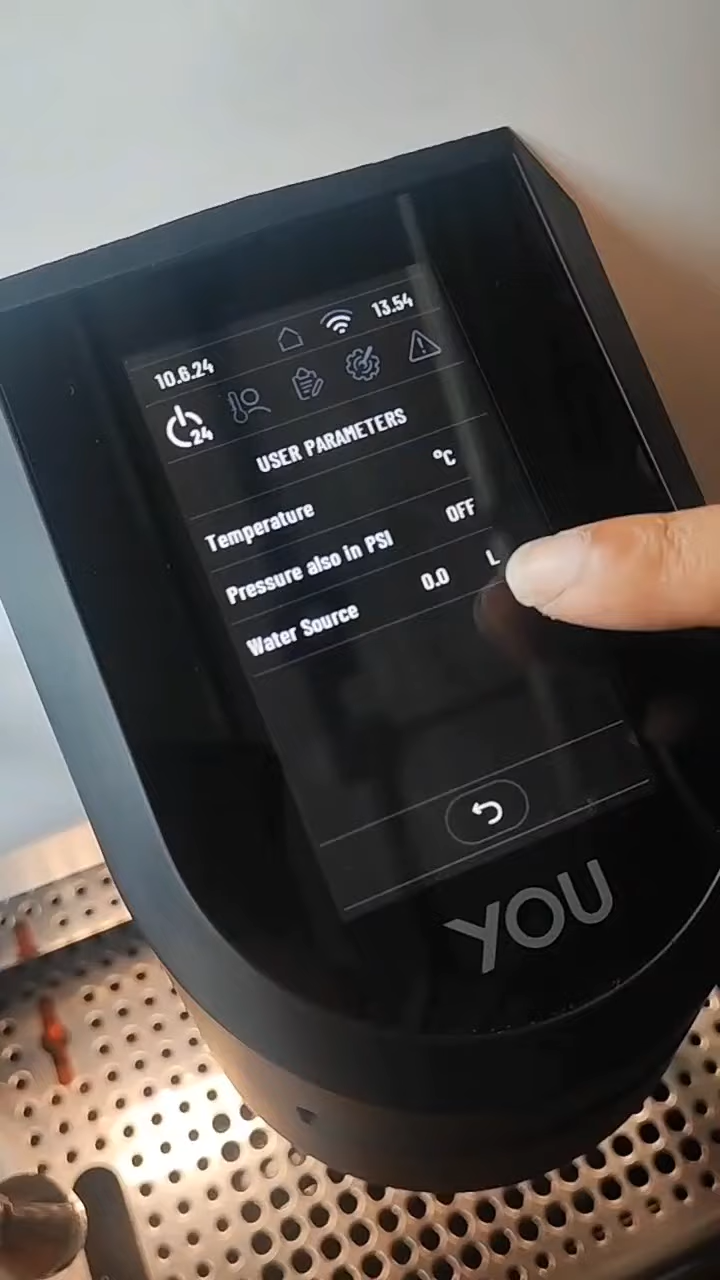 10.6.24 13.54
24
USER PARAMETERS
Temperature °C
Pressure also in PSI OFF
Water Source 0.0 L
YOU